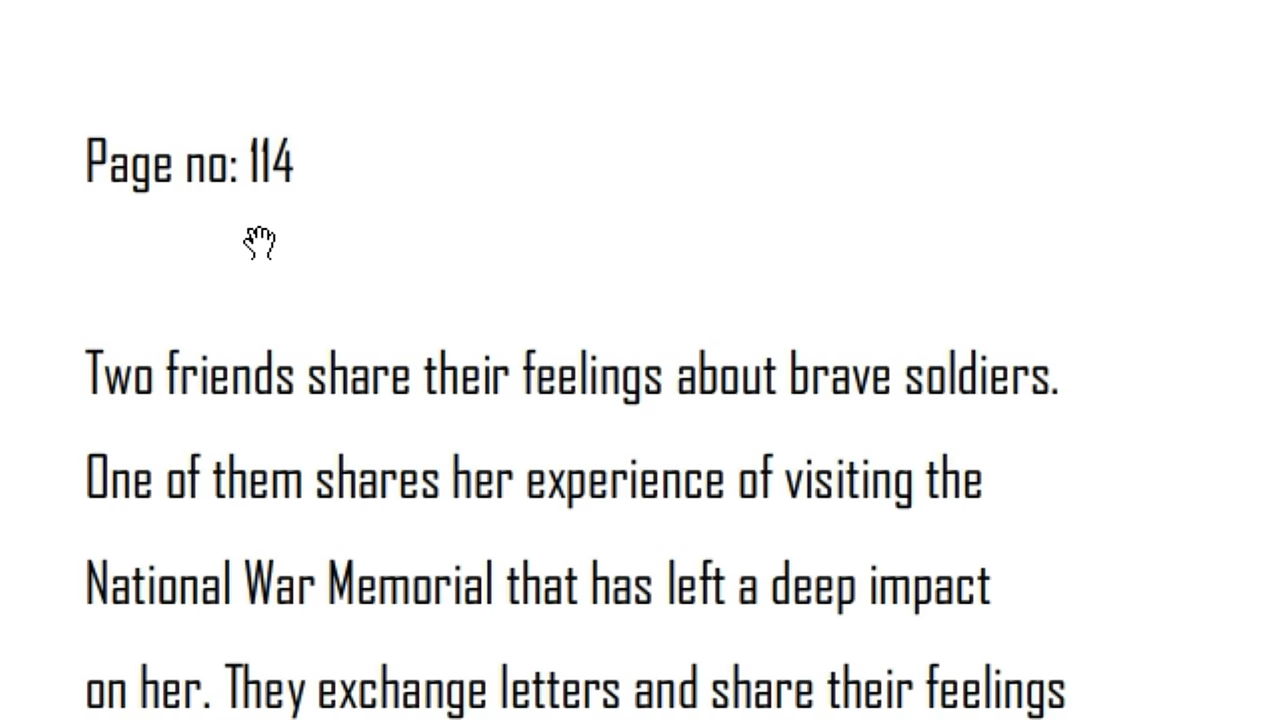 Page no: 114
Two friends share their feelings about brave soldiers.
One of them shares her experience of visiting the
National War Memorial that has left a deep impact
on her. They exchange letters and share their feelings